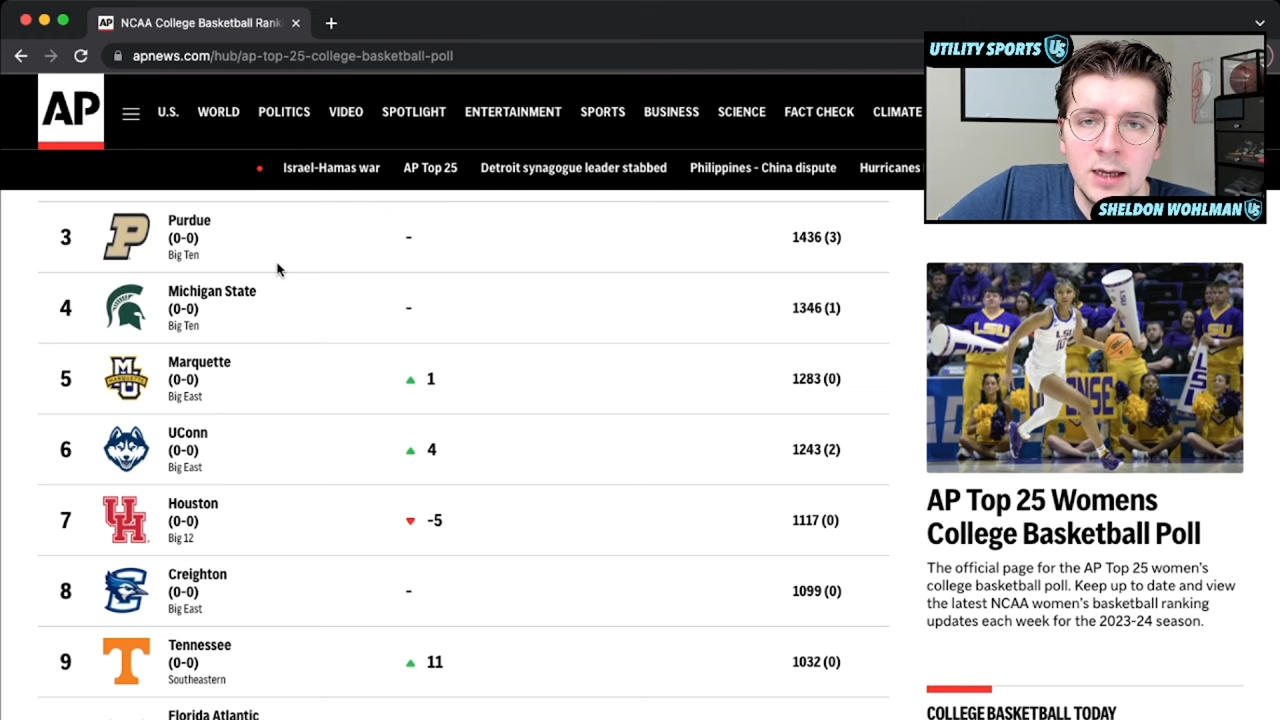 NCAA College Basketball Rank
apnews.com/hub/ap-top-25-college-basketball-poll
UTILITY SPORTS US
AP
U.S. WORLD POLITICS VIDEO SPOTLIGHT ENTERTAINMENT SPORTS BUSINESS SCIENCE FACT CHECK CLIMATE
Israel-Hamas war AP Top 25 Detroit synagogue leader stabbed Philippines - China dispute Hurricanes
SHELDON WOHLMAN US
3 Purdue
(0-0) - 1436 (3)
Big Ten
4 Michigan State
(0-0) - 1346 (1)
Big Ten
5 Marquette
(0-0) 1 1283 (0)
Big East
6 UConn
(0-0) 4 1243 (2)
Big East
7 Houston
(0-0) -5 1117 (0)
Big 12
8 Creighton
(0-0) - 1099 (0)
Big East
9 Tennessee
(0-0) 11 1032 (0)
Southeastern
Florida Atlantic
LSU
AP Top 25 Womens
College Basketball Poll
The official page for the AP Top 25 women's
college basketball poll. Keep up to date and view
the latest NCAA women's basketball ranking
updates each week for the 2023-24 season.
COLLEGE BASKETBALL TODAY